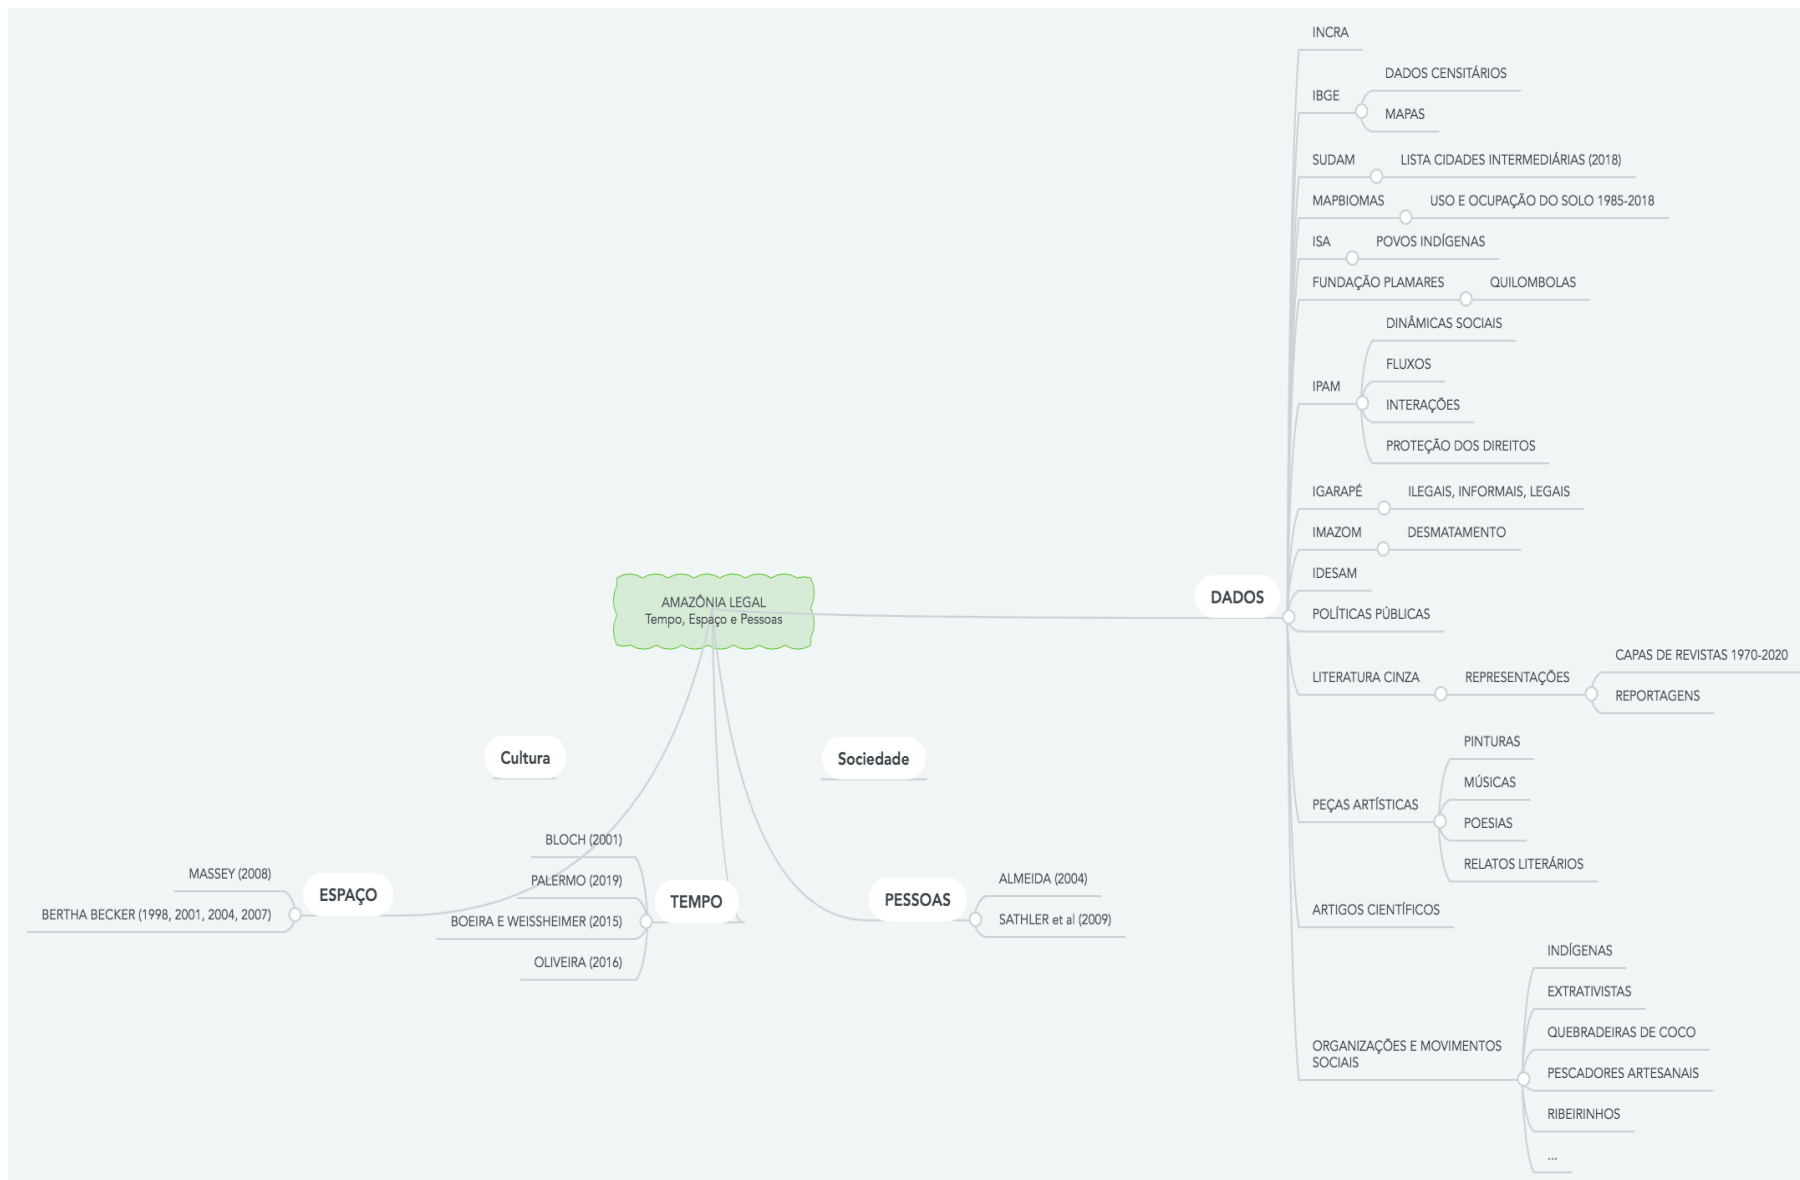 AMAZÔNIA LEGAL
Tempo, Espaço e Pessoas
Cultura
Sociedade
ESPAÇO
MASSEY (2008)
BERTHA BECKER (1998, 2001, 2004, 2007)
TEMPO
BLOCH (2001)
PALERMO (2019)
BOEIRA E WEISSHEIMER (2015)
OLIVEIRA (2016)
PESSOAS
ALMEIDA (2004)
SATHLER et al (2009)
DADOS
INCRA
IBGE
DADOS CENSITÁRIOS
MAPAS
SUDAM
LISTA CIDADES INTERMEDIÁRIAS (2018)
MAPBIOMAS
USO E OCUPAÇÃO DO SOLO 1985-2018
ISA
POVOS INDÍGENAS
FUNDAÇÃO PLAMARES
QUILOMBOLAS
IPAM
DINÂMICAS SOCIAIS
FLUXOS
INTERAÇÕES
PROTEÇÃO DOS DIREITOS
IGARAPÉ
ILEGAIS, INFORMAIS, LEGAIS
IMAZOM
DESMATAMENTO
IDESAM
POLÍTICAS PÚBLICAS
LITERATURA CINZA
REPRESENTAÇÕES
CAPAS DE REVISTAS 1970-2020
REPORTAGENS
PEÇAS ARTÍSTICAS
PINTURAS
MÚSICAS
POESIAS
RELATOS LITERÁRIOS
ARTIGOS CIENTÍFICOS
ORGANIZAÇÕES E MOVIMENTOS
SOCIAIS
INDÍGENAS
EXTRATIVISTAS
QUEBRADEIRAS DE COCO
PESCADORES ARTESANAIS
RIBEIRINHOS
...